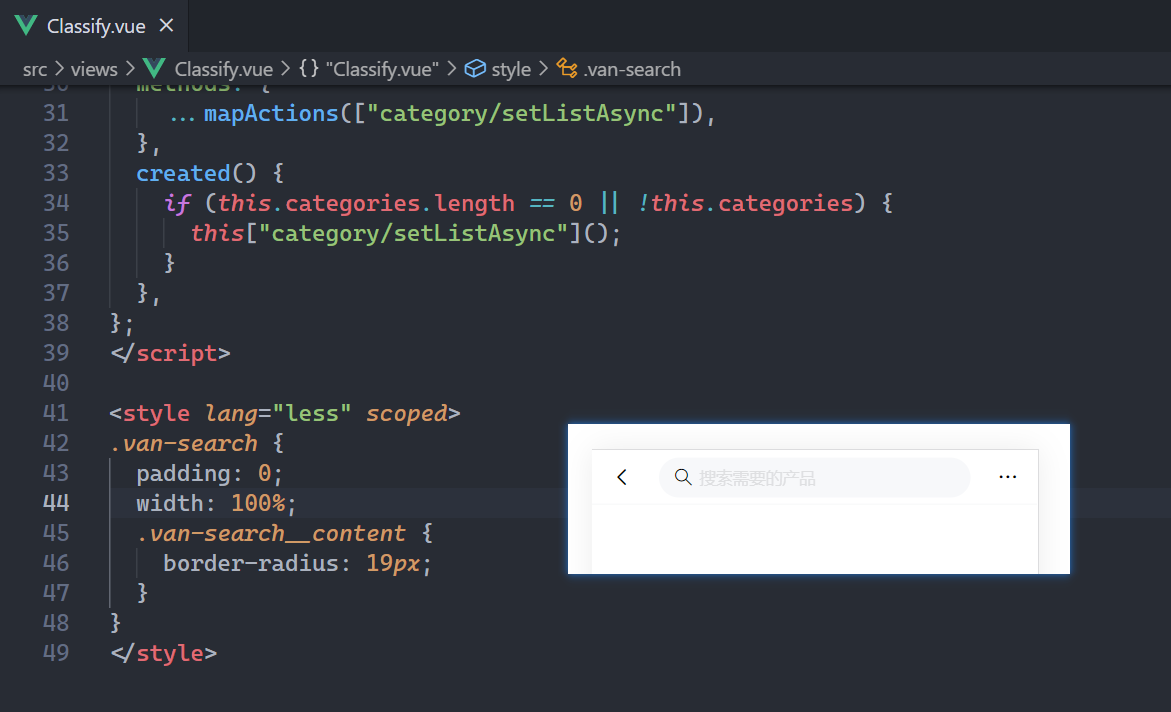 Classify.vue
src > views > Classify.vue > {} "Classify.vue" > style > .van-search
30 methods: {
31 ...mapActions(["category/setListAsync"]),
32 },
33 created() {
34 if (this.categories.length == 0 || !this.categories) {
35 this["category/setListAsync"]();
36 }
37 },
38 };
39 </script>
40
41 <style lang="less" scoped>
42 .van-search {
43 padding: 0;
44 width: 100%;
45 .van-search__content {
46 border-radius: 19px;
47 }
48 }
49 </style>
搜索需要的产品